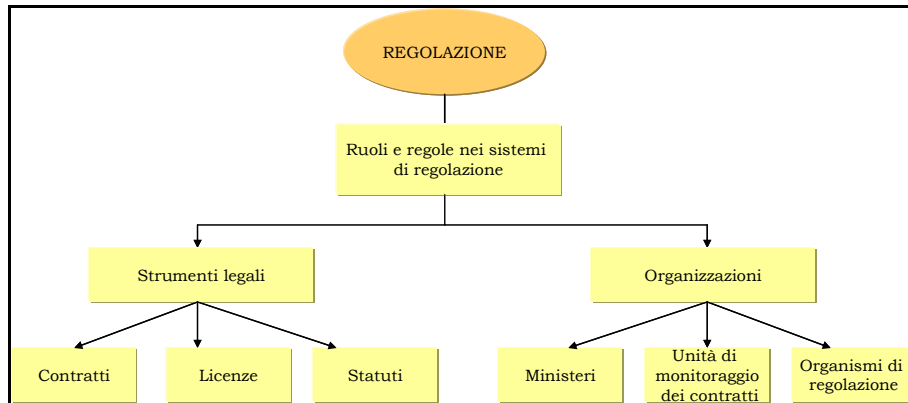 REGOLAZIONE
Ruoli e regole nei sistemi
di regolazione
Strumenti legali
Organizzazioni
Contratti
Licenze
Statuti
Ministeri
Unità di
monitoraggio
dei contratti
Organismi di
regolazione